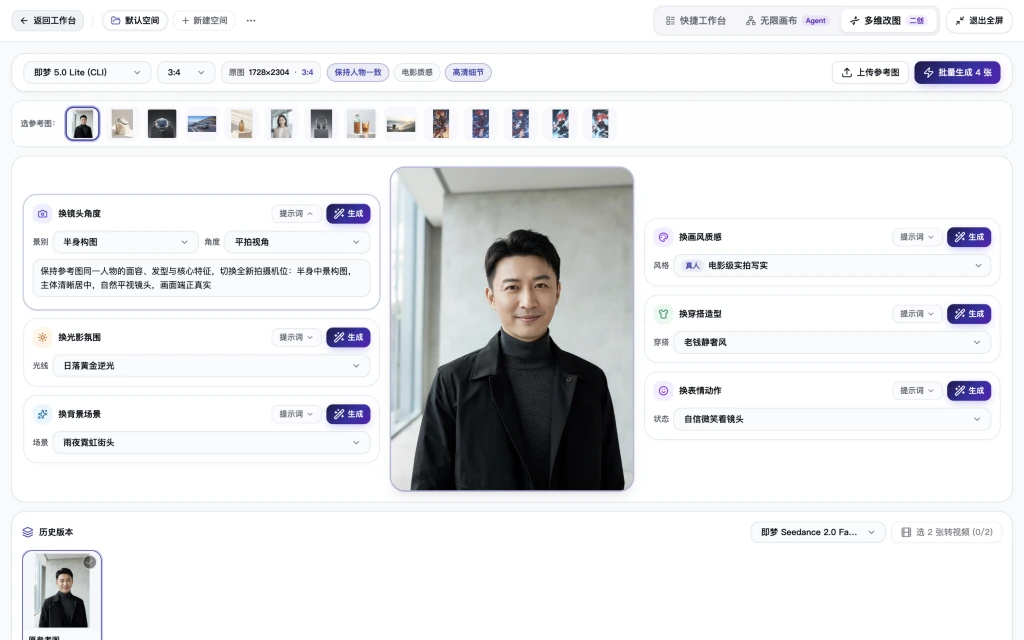 返回工作台
默认空间
新建空间
快捷工作台
无限画布 Agent
多维改图 二创
退出全屏
即梦 5.0 Lite (CLI)
3:4
原图 1728x2304 · 3:4
保持人物一致
电影质感
高清细节
上传参考图
批量生成 4 张
选参考图:
换镜头角度
提示词
生成
景别 半身构图
角度 平拍视角
保持参考图同一人物的面容、发型与核心特征，切换全新拍摄机位：半身中景构图，
主体清晰居中，自然平视镜头，画面端正真实
换光影氛围
提示词
生成
光线 日落黄金逆光
换背景场景
提示词
生成
场景 雨夜霓虹街头
换画风质感
提示词
生成
风格 真人 电影级实拍写实
换穿搭造型
提示词
生成
穿搭 老钱静奢风
换表情动作
提示词
生成
状态 自信微笑看镜头
历史版本
即梦 Seedance 2.0 Fa...
选 2 张转视频 (0/2)
原参考图